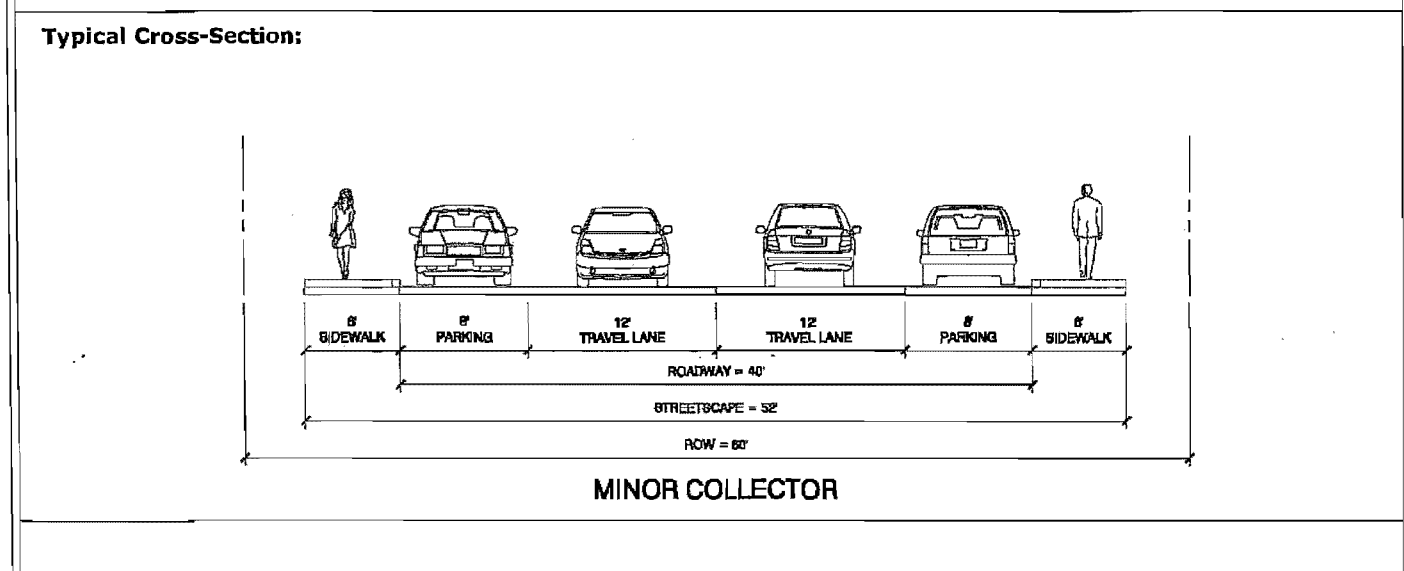 Typical Cross-Section:
6' SIDEWALK
8' PARKING
12' TRAVEL LANE
12' TRAVEL LANE
8' PARKING
6' SIDEWALK
ROADWAY = 40'
STREETSCAPE = 52'
ROW = 60'
MINOR COLLECTOR